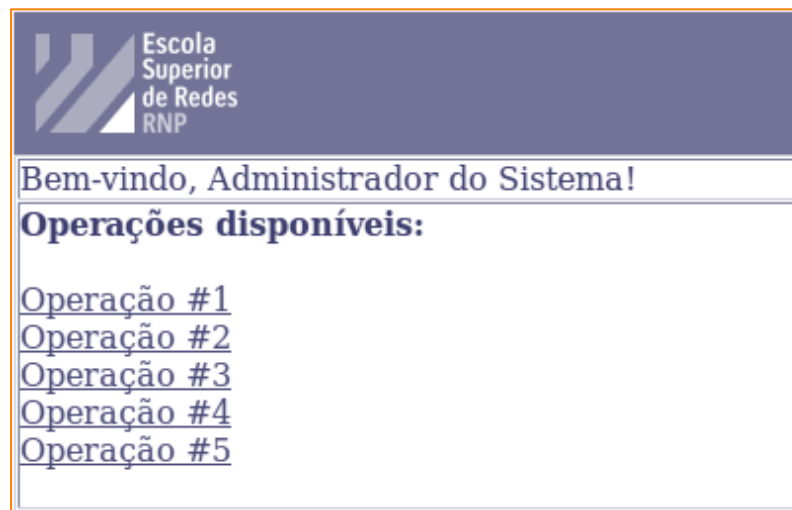 Escola
Superior
de Redes
RNP
Bem-vindo, Administrador do Sistema!
Operações disponíveis:
Operação #1
Operação #2
Operação #3
Operação #4
Operação #5